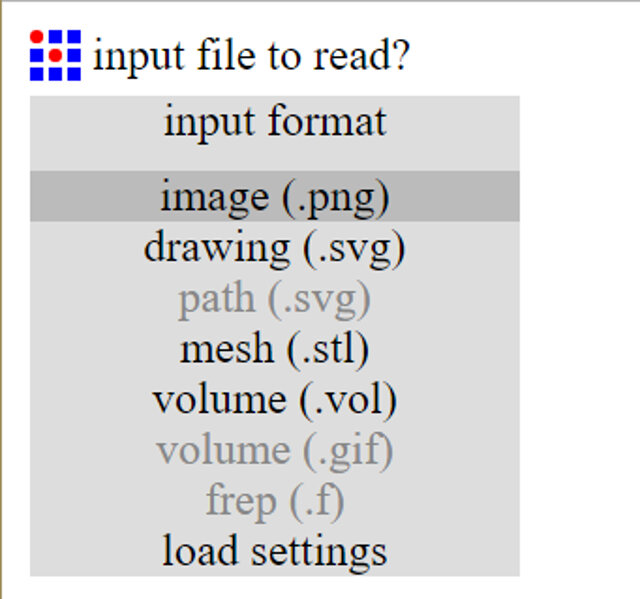 input file to read?
input format
image (.png)
drawing (.svg)
path (.svg)
mesh (.stl)
volume (.vol)
volume (.gif)
frep (.f)
load settings